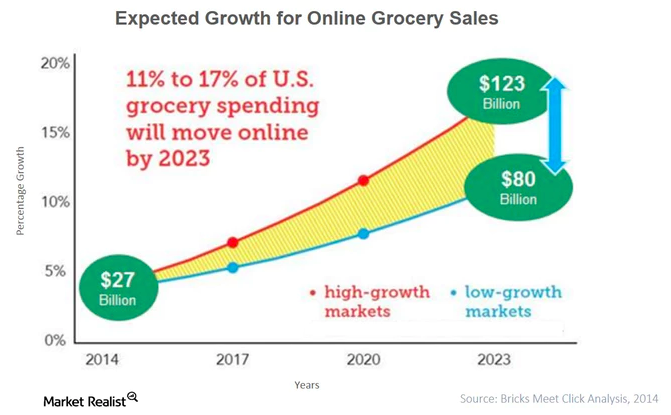 Expected Growth for Online Grocery Sales
20%
15%
10%
5%
0%
Percentage Growth
11% to 17% of U.S.
grocery spending
will move online
by 2023
$123
Billion
$80
Billion
$27
Billion
• high-growth
markets
• low-growth
markets
2014
2017
2020
2023
Years
Market Realist
Source: Bricks Meet Click Analysis, 2014